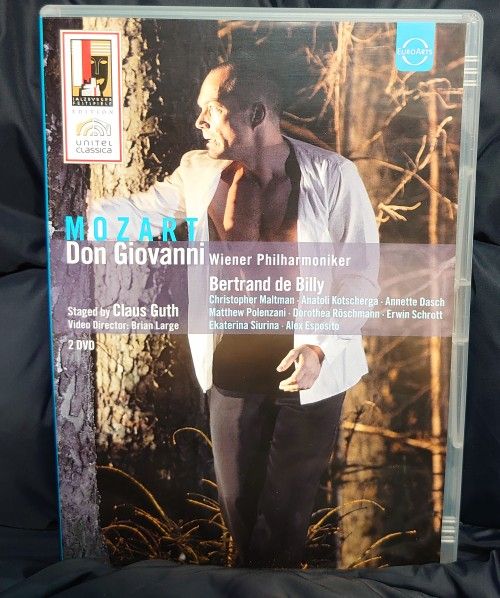 SALZBURGER
FESTSPIELE
EDITION
UNITEL
CLASSICA
EUROARTS
MOZART
Don Giovanni
Wiener Philharmoniker
Bertrand de Billy
Christopher Maltman · Anatoli Kotscherga · Annette Dasch
Matthew Polenzani · Dorothea Röschmann · Erwin Schrott
Ekaterina Siurina · Alex Esposito
Staged by Claus Guth
Video Director: Brian Large
2 DVD